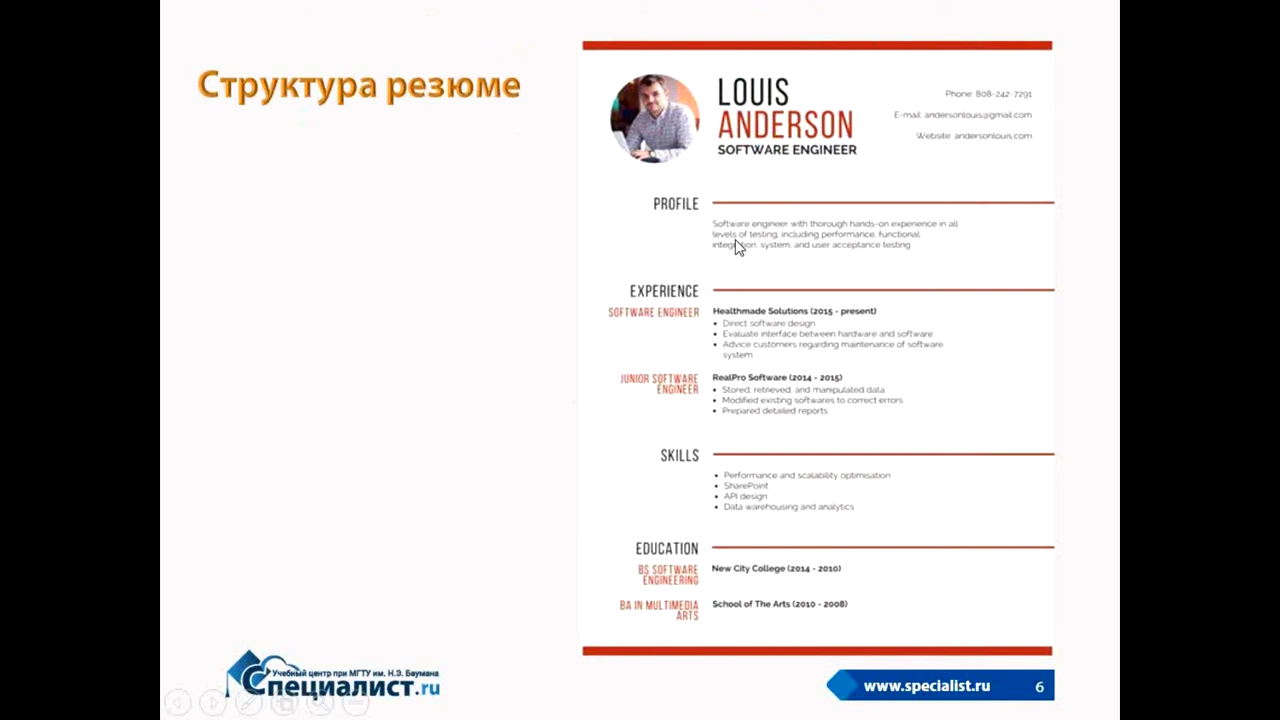 Структура резюме
LOUIS
ANDERSON
SOFTWARE ENGINEER
Phone: 808-242-7291
E-mail: andersonlouis@gmail.com
Website: andersonlouis.com
PROFILE
Software engineer with thorough hands-on experience in all
levels of testing, including performance, functional
integration, system, and user acceptance testing
EXPERIENCE
SOFTWARE ENGINEER
Healthmade Solutions (2015 - present)
• Direct software design
• Evaluate interface between hardware and software
• Advice customers regarding maintenance of software
system
JUNIOR SOFTWARE
ENGINEER
RealPro Software (2014 - 2015)
• Stored, retrieved, and manipulated data
• Modified existing softwares to correct errors
• Prepared detailed reports
SKILLS
• Performance and scalability optimisation
• SharePoint
• API design
• Data warehousing and analytics
EDUCATION
BS SOFTWARE
ENGINEERING
New City College (2014 - 2010)
BA IN MULTIMEDIA
ARTS
School of The Arts (2010 - 2008)
Учебный центр при МГТУ им. Н.Э. Баумана
Специалист.ru
www.specialist.ru
6